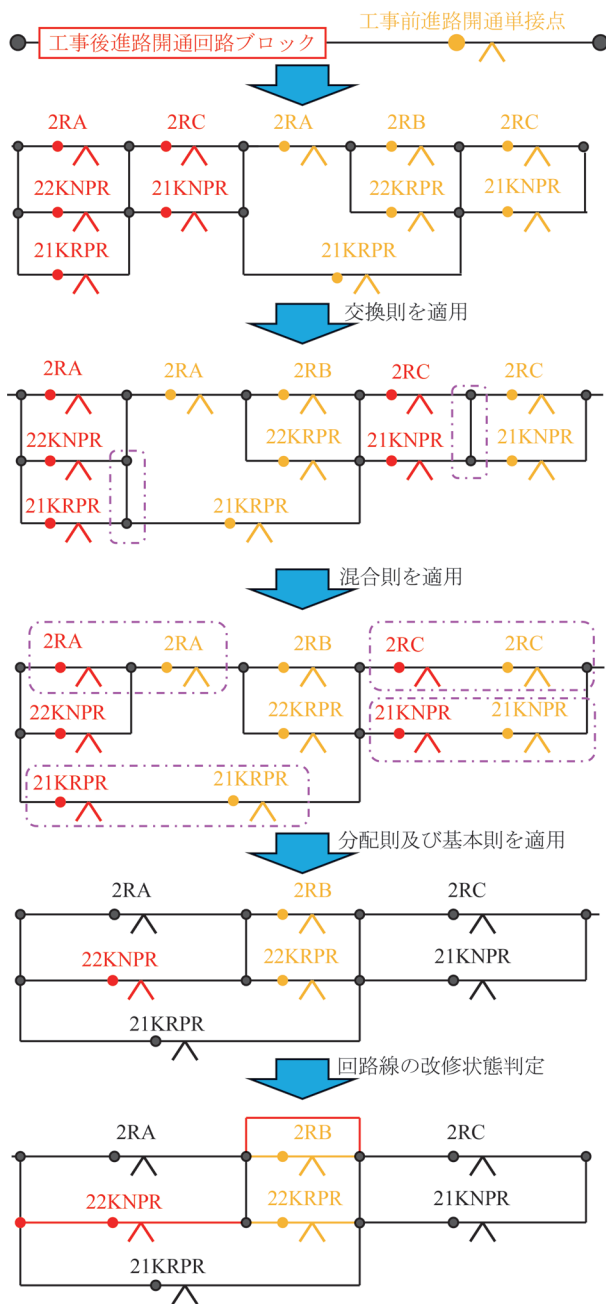 工事後進路開通回路ブロック 工事前進路開通単接点
2RA 2RC 2RA 2RB 2RC
22KNPR 21KNPR 22KRPR 21KNPR
21KRPR 21KRPR
交換則を適用
2RA 2RA 2RB 2RC 2RC
22KNPR 22KRPR 21KNPR 21KNPR
21KRPR 21KRPR
混合則を適用
2RA 2RA 2RB 2RC 2RC
22KNPR 22KRPR 21KNPR 21KNPR
21KRPR 21KRPR
分配則及び基本則を適用
2RA 2RB 2RC
22KNPR 22KRPR 21KNPR
21KRPR
回路線の改修状態判定
2RA 2RB 2RC
22KNPR 22KRPR 21KNPR
21KRPR